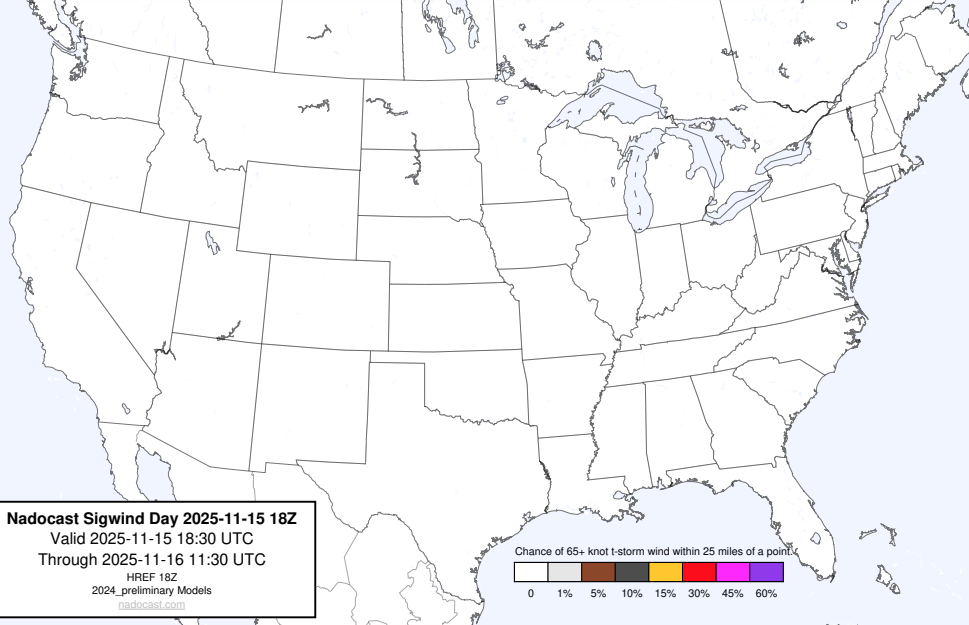 Nadocast Sigwind Day 2025-11-15 18Z
Valid 2025-11-15 18:30 UTC
Through 2025-11-16 11:30 UTC
HREF 18Z
2024_preliminary Models
nadocast.com
Chance of 65+ knot t-storm wind within 25 miles of a point.
0 1% 5% 10% 15% 30% 45% 60%